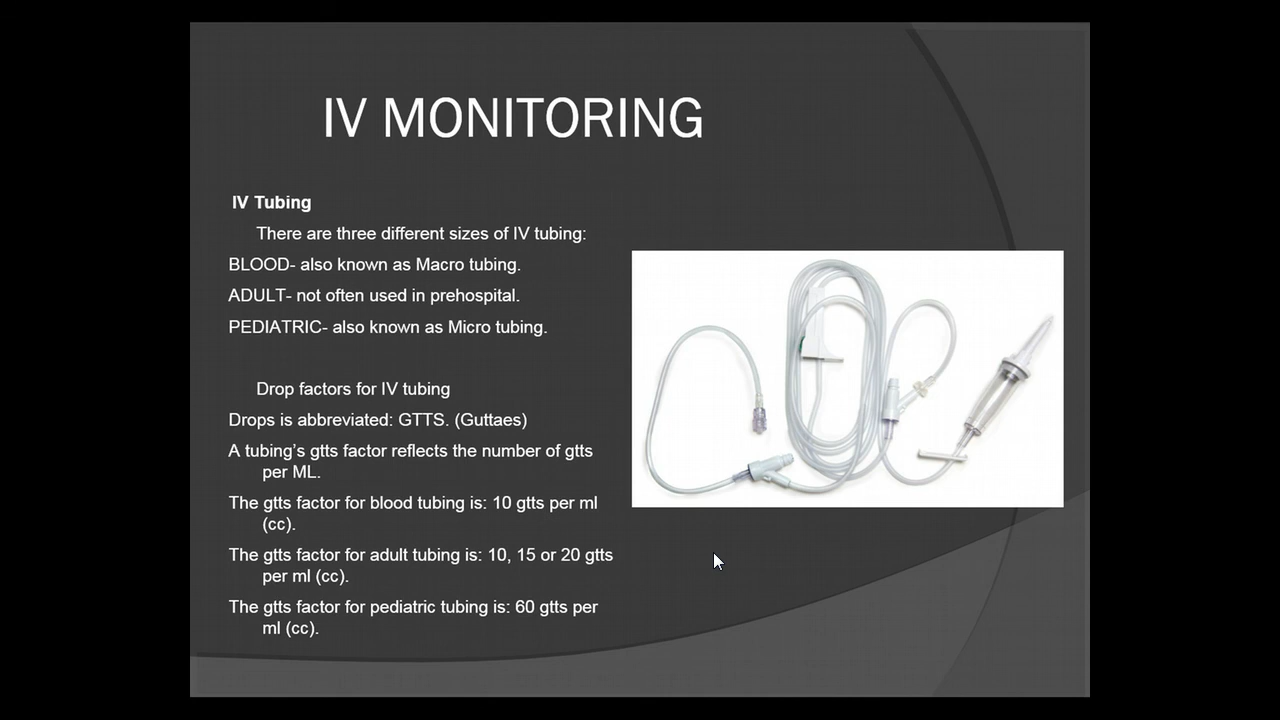 IV MONITORING
IV Tubing
There are three different sizes of IV tubing:
BLOOD- also known as Macro tubing.
ADULT- not often used in prehospital.
PEDIATRIC- also known as Micro tubing.
Drop factors for IV tubing
Drops is abbreviated: GTTS. (Guttaes)
A tubing's gtts factor reflects the number of gtts
per ML.
The gtts factor for blood tubing is: 10 gtts per ml
(cc).
The gtts factor for adult tubing is: 10, 15 or 20 gtts
per ml (cc).
The gtts factor for pediatric tubing is: 60 gtts per
ml (cc).